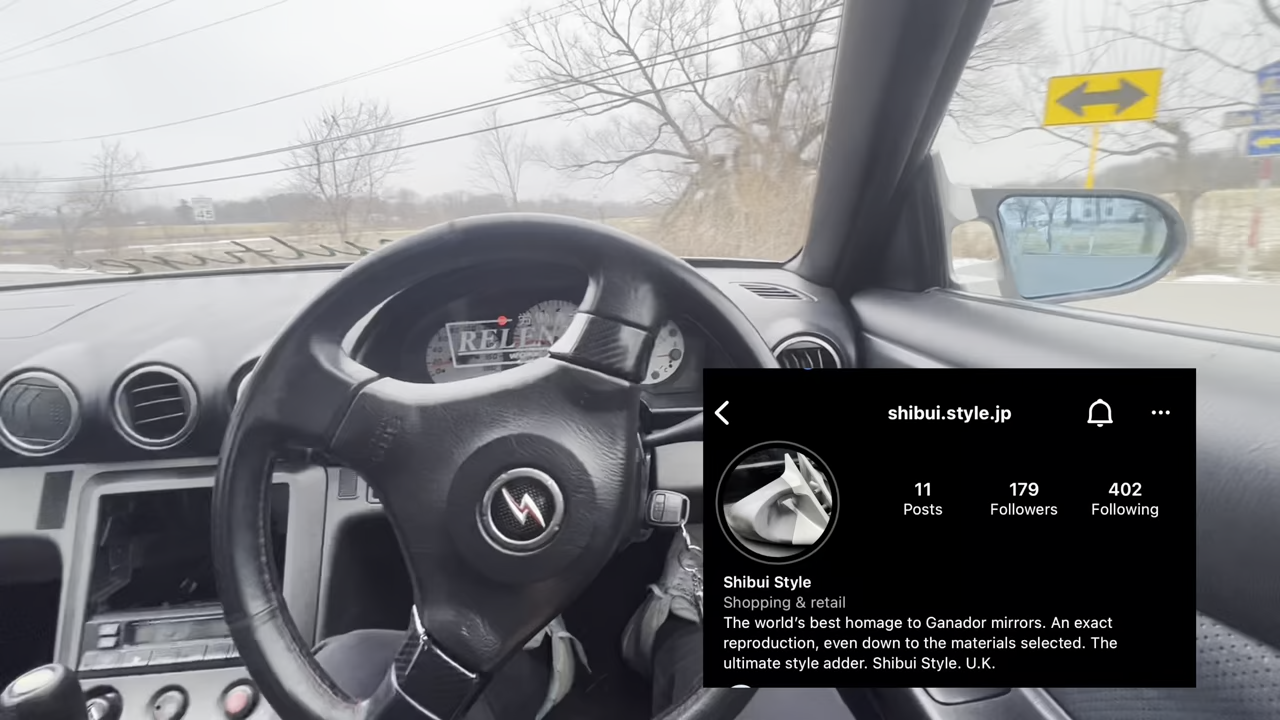 45
RELEN
shibui.style.jp
11
179
402
Posts
Followers
Following
Shibui Style
Shopping & retail
The world’s best homage to Ganador mirrors. An exact
reproduction, even down to the materials selected. The
ultimate style adder. Shibui Style. U.K.